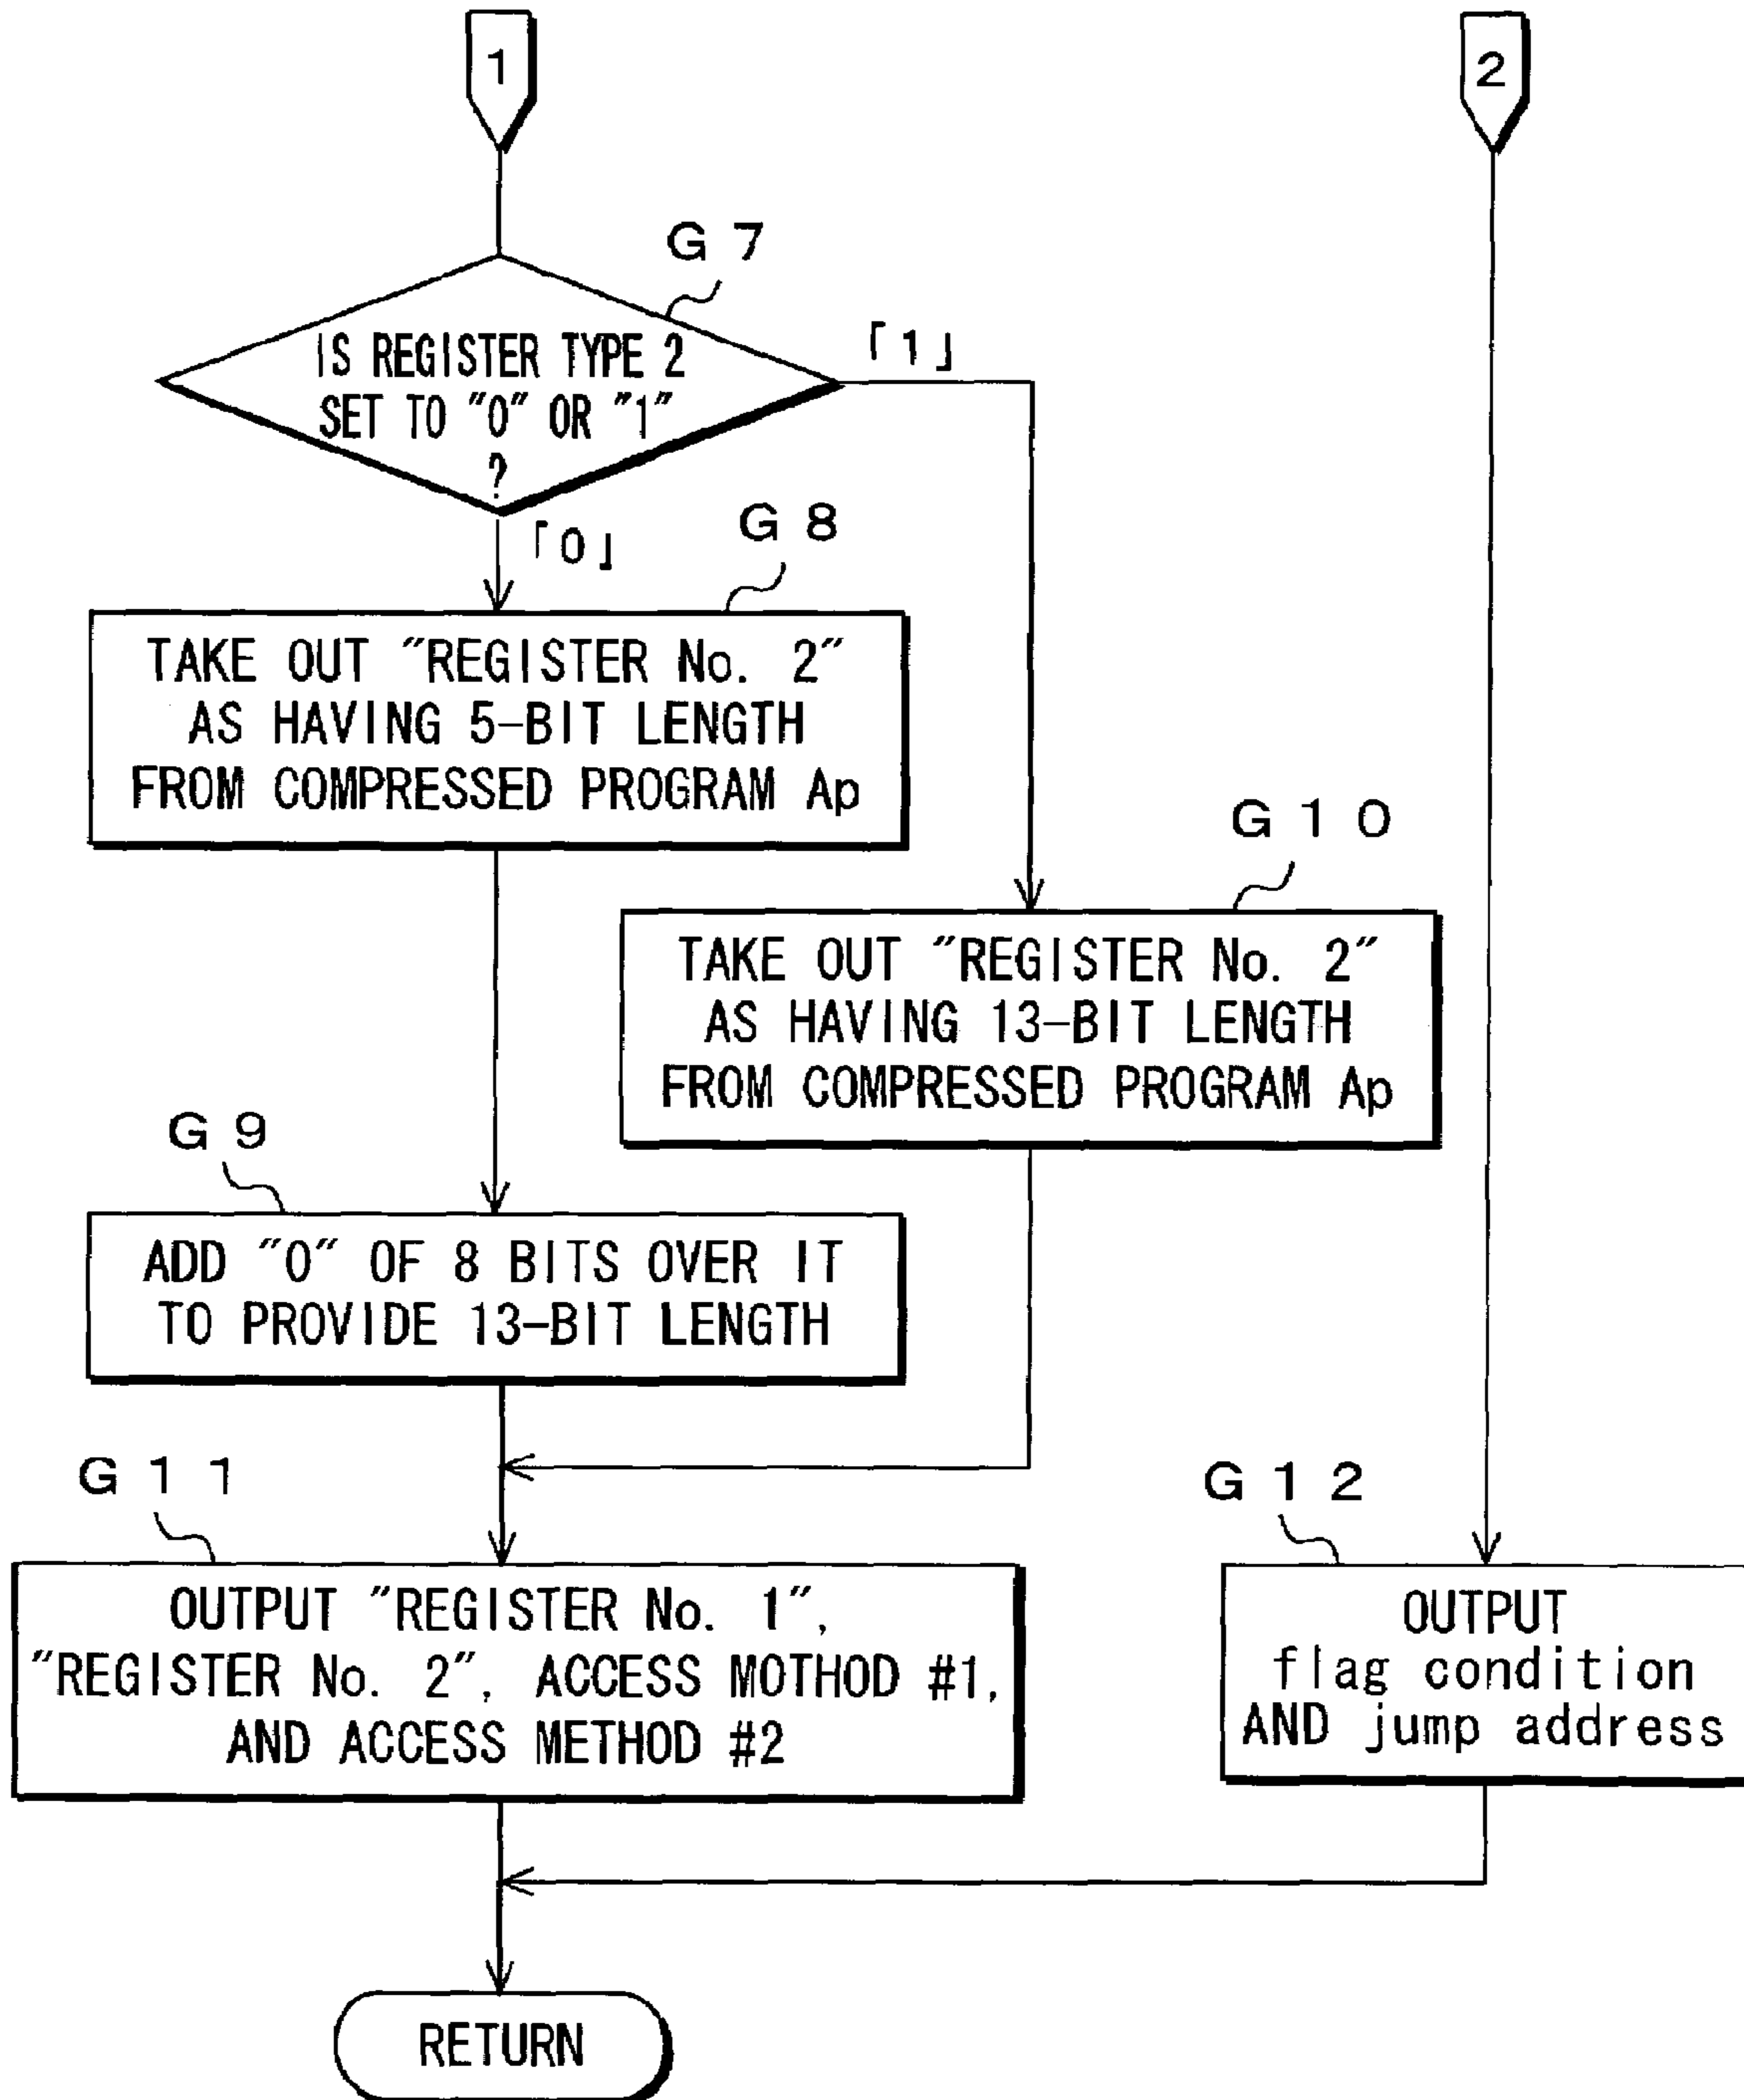 1
2
G 7
IS REGISTER TYPE 2
SET TO "0" OR "1"
?
「1」
「0」
G 8
TAKE OUT "REGISTER No. 2"
AS HAVING 5-BIT LENGTH
FROM COMPRESSED PROGRAM Ap
G 1 0
TAKE OUT "REGISTER No. 2"
AS HAVING 13-BIT LENGTH
FROM COMPRESSED PROGRAM Ap
G 9
ADD "0" OF 8 BITS OVER IT
TO PROVIDE 13-BIT LENGTH
G 1 1
OUTPUT "REGISTER No. 1",
"REGISTER No. 2", ACCESS MOTHOD #1,
AND ACCESS METHOD #2
G 1 2
OUTPUT
flag condition
AND jump address
RETURN